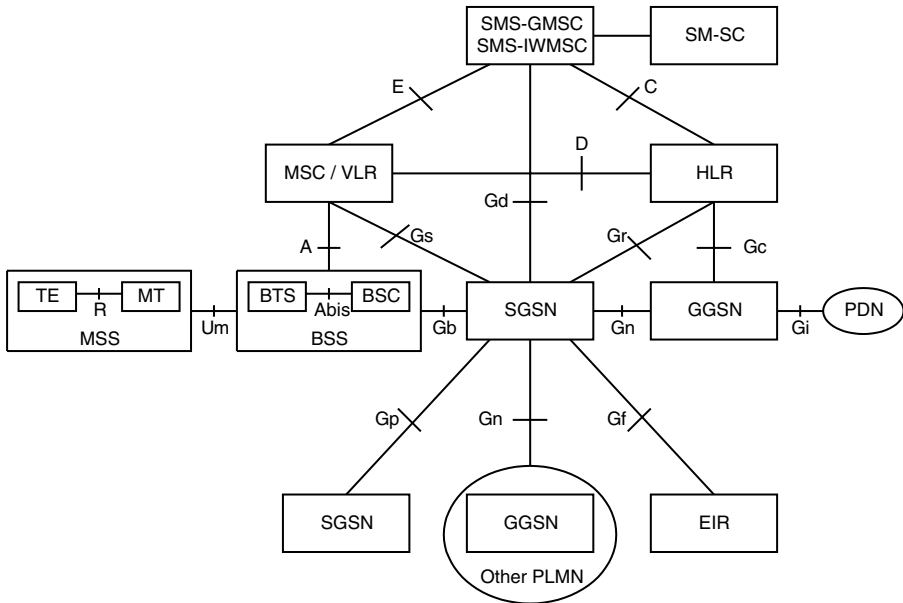 SMS-GMSC
SMS-IWMSC
SM-SC
E
C
D
MSC / VLR
HLR
Gd
A
Gs
Gr
Gc
TE
MT
R
MSS
Um
BTS
BSC
Abis
BSS
Gb
SGSN
Gn
GGSN
Gi
PDN
Gp
Gn
Gf
SGSN
GGSN
Other PLMN
EIR